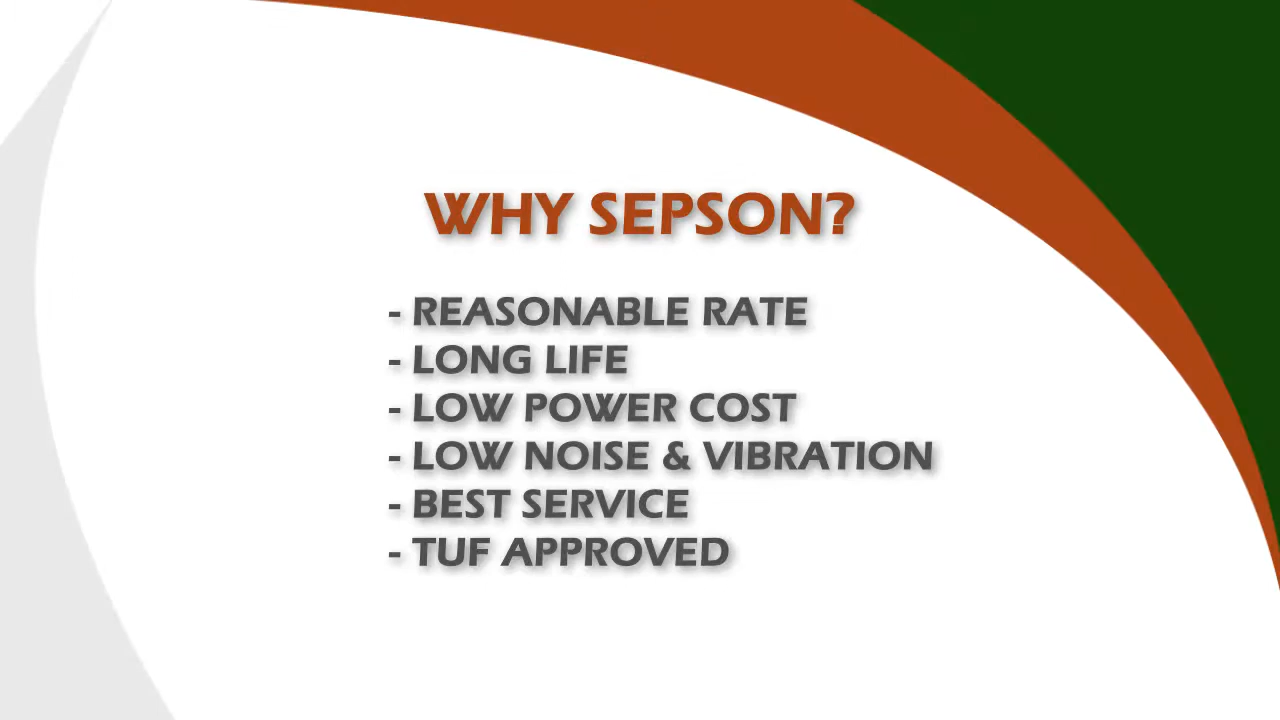 WHY SEPSON?
- REASONABLE RATE
- LONG LIFE
- LOW POWER COST
- LOW NOISE & VIBRATION
- BEST SERVICE
- TUF APPROVED